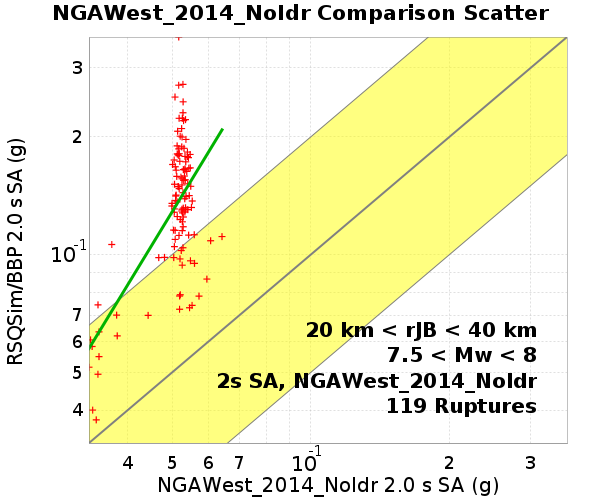 NGAWest_2014_NoIdr Comparison Scatter
RSQSim/BBP 2.0 s SA (g)
3
2
10^-1
7
6
5
4
20 km < rJB < 40 km
7.5 < Mw < 8
2s SA, NGAWest_2014_NoIdr
119 Ruptures
4 5 6 7 10^-1 2 3
NGAWest_2014_NoIdr 2.0 s SA (g)